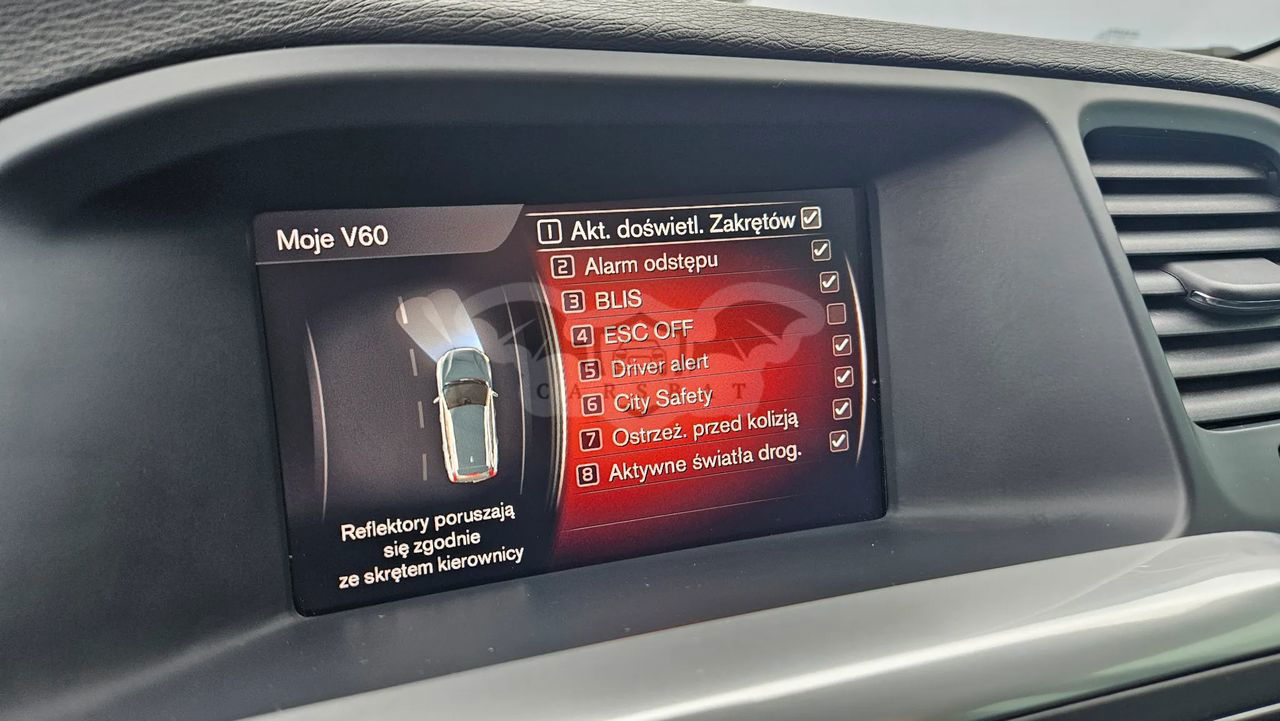 Moje V60
1 Akt. doświetl. Zakrętów
2 Alarm odstępu
3 BLIS
4 ESC OFF
5 Driver alert
6 City Safety
7 Ostrzeż. przed kolizją
8 Aktywne światła drog.
Reflektory poruszają
się zgodnie
ze skrętem kierownicy
CARSBAT